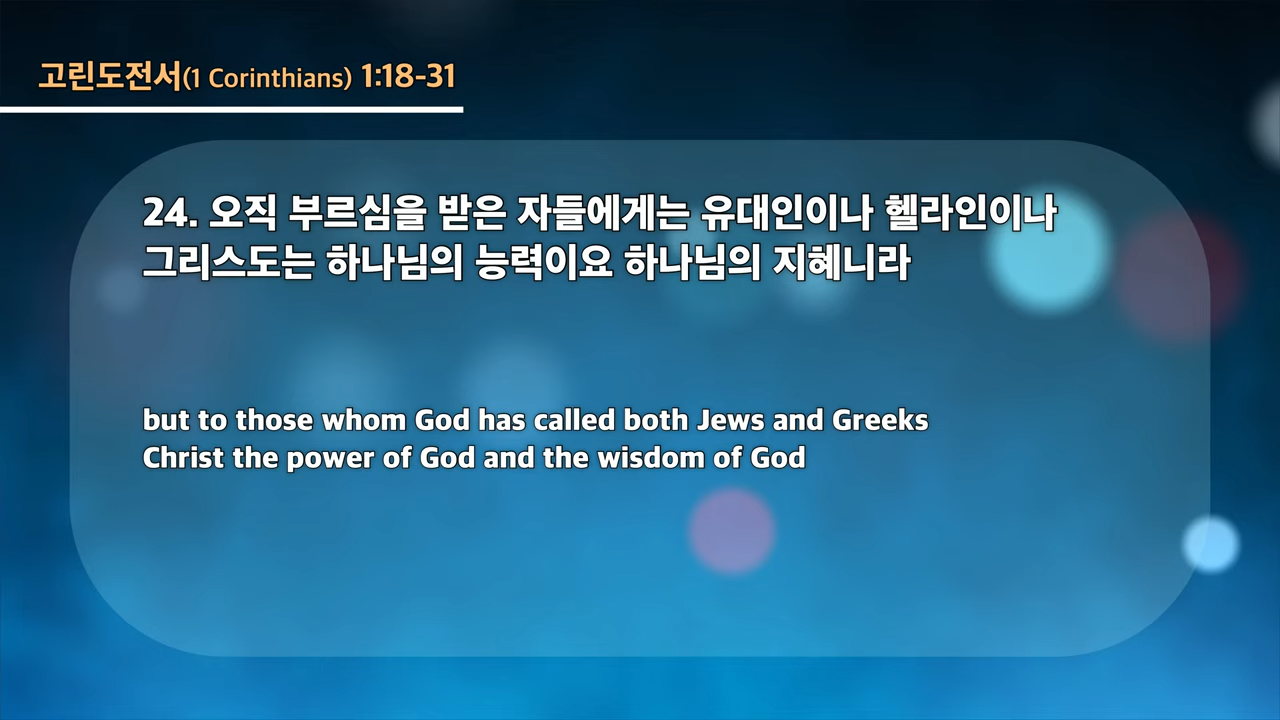 고린도전서(1 Corinthians) 1:18-31
24. 오직 부르심을 받은 자들에게는 유대인이나 헬라인이나
그리스도는 하나님의 능력이요 하나님의 지혜니라
but to those whom God has called both Jews and Greeks
Christ the power of God and the wisdom of God